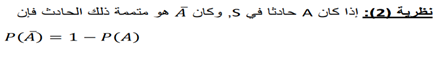 نظرية (2): إذا كان A حادثا في S, وكان Ā هو متممة ذلك الحادث فإن
P(Ā) = 1 − P(A)